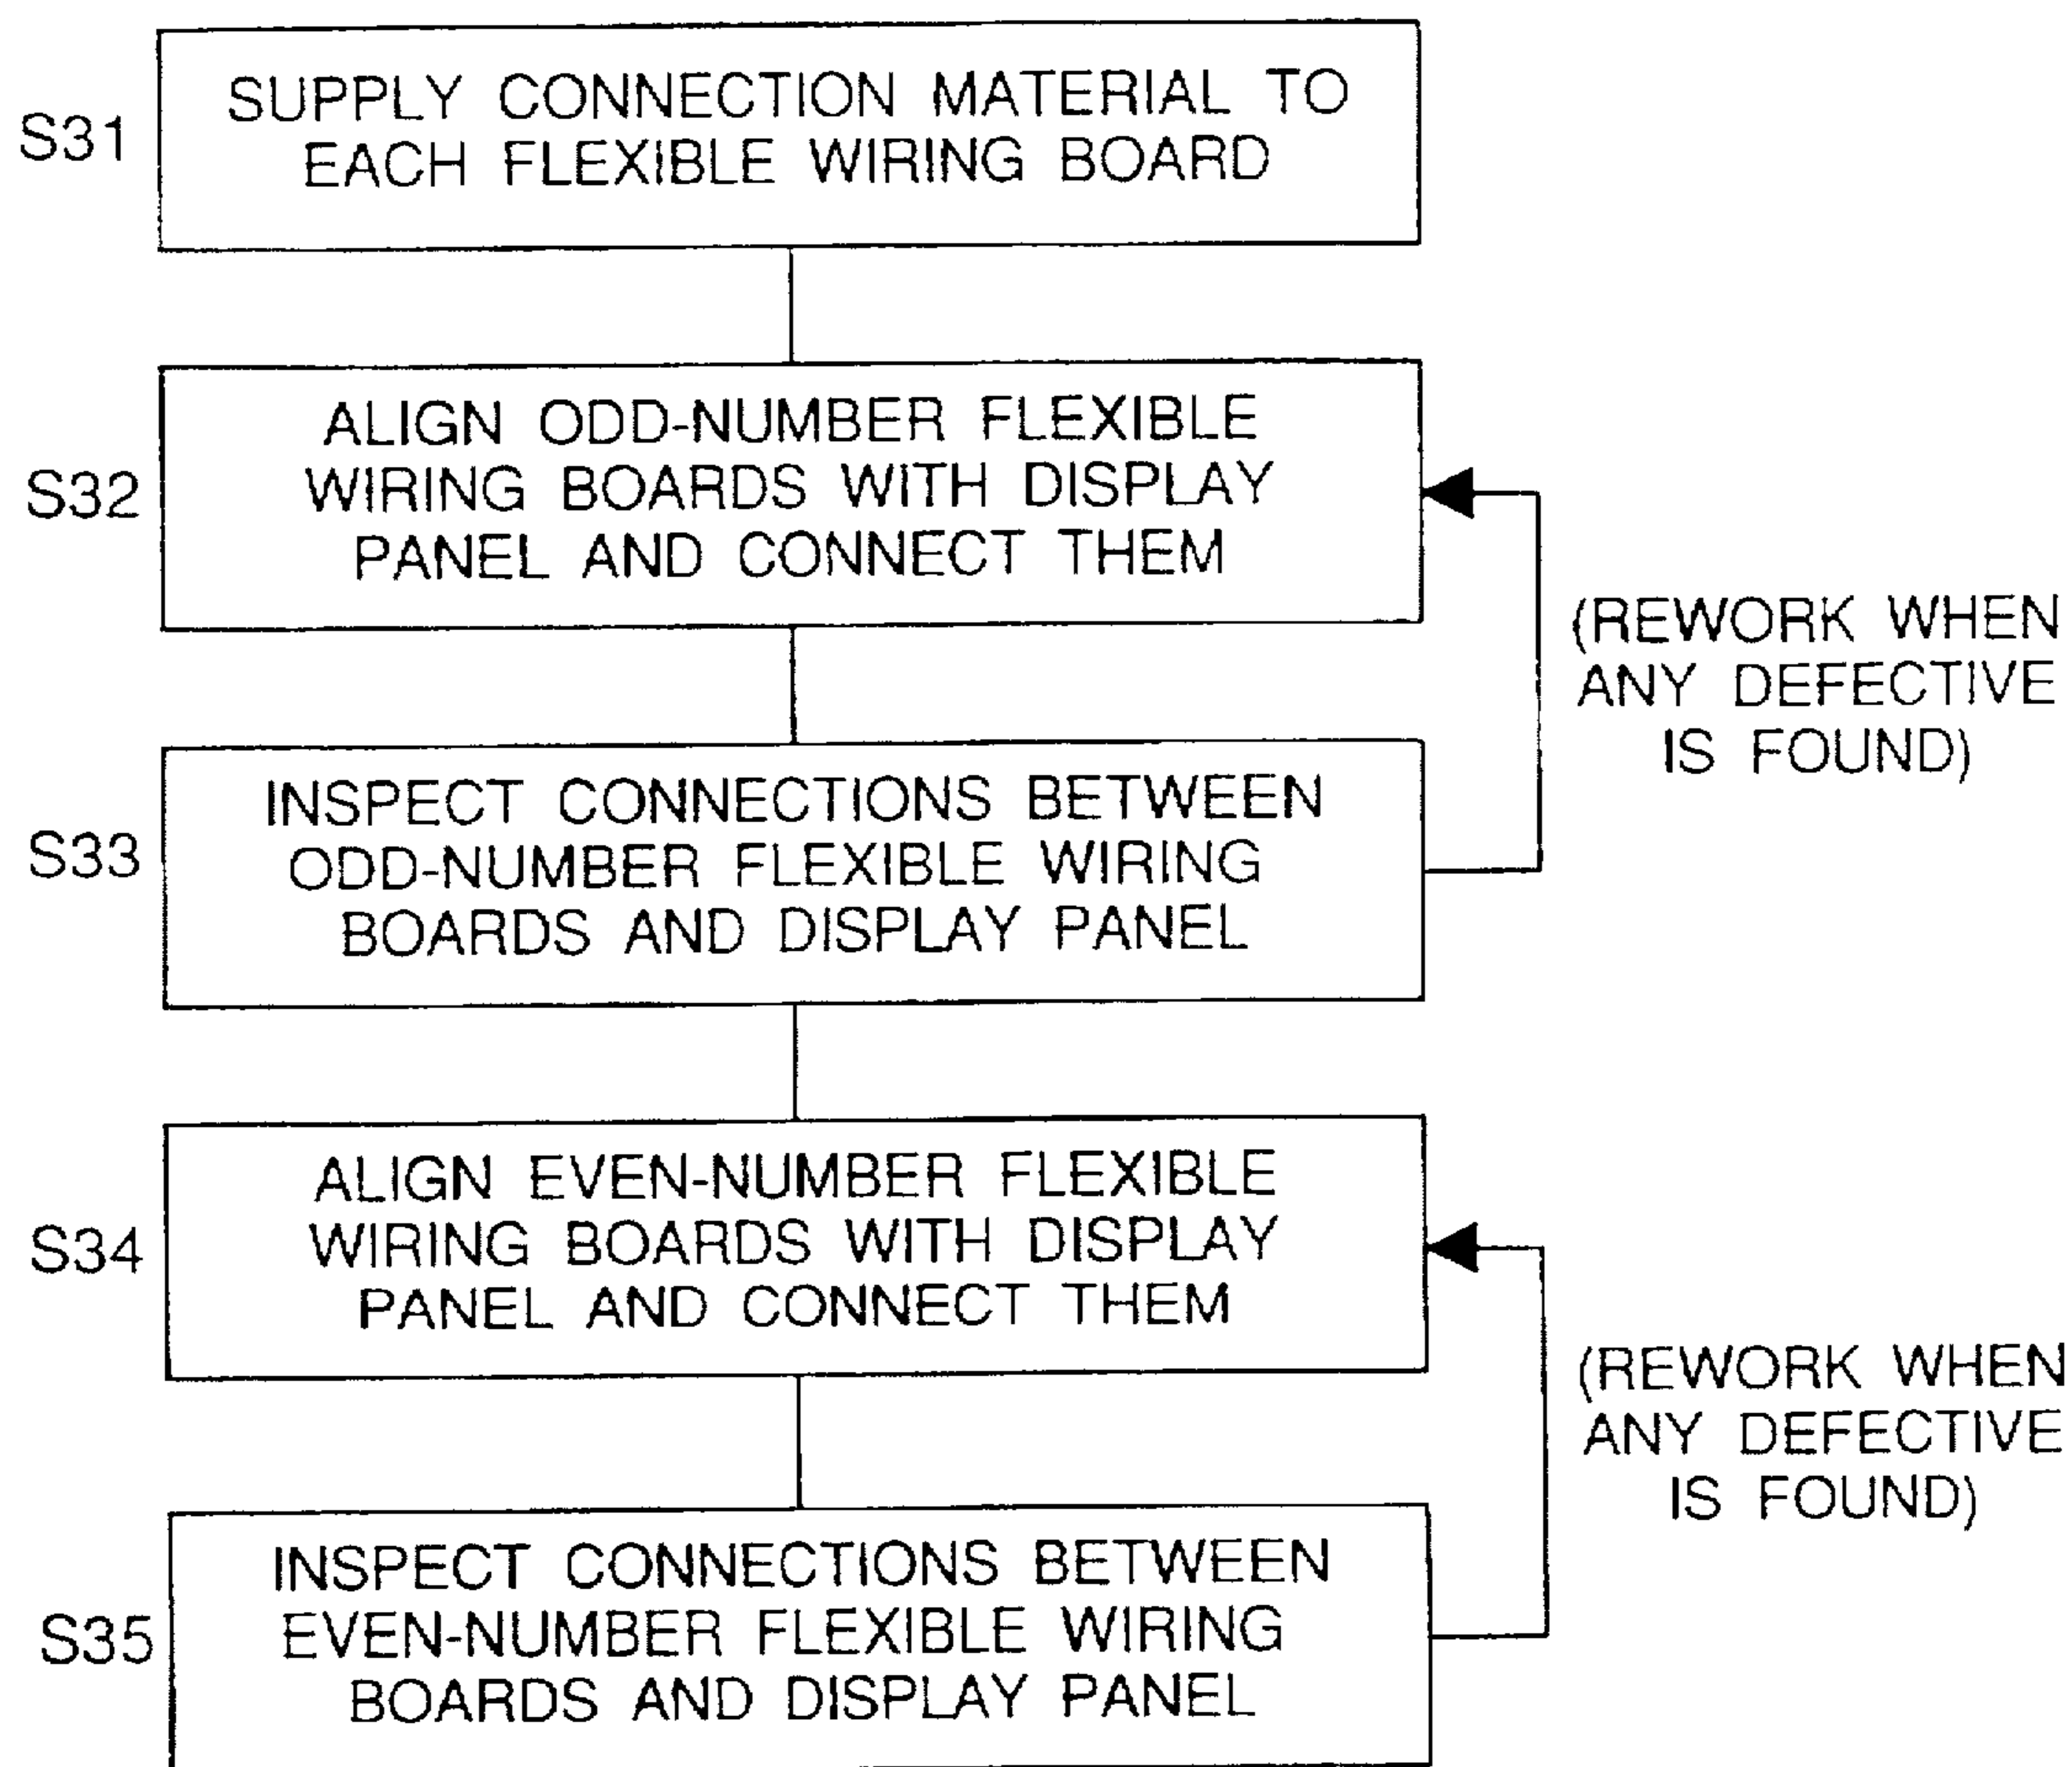 S31
SUPPLY CONNECTION MATERIAL TO
EACH FLEXIBLE WIRING BOARD
S32
ALIGN ODD-NUMBER FLEXIBLE
WIRING BOARDS WITH DISPLAY
PANEL AND CONNECT THEM
(REWORK WHEN
ANY DEFECTIVE
IS FOUND)
S33
INSPECT CONNECTIONS BETWEEN
ODD-NUMBER FLEXIBLE WIRING
BOARDS AND DISPLAY PANEL
S34
ALIGN EVEN-NUMBER FLEXIBLE
WIRING BOARDS WITH DISPLAY
PANEL AND CONNECT THEM
(REWORK WHEN
ANY DEFECTIVE
IS FOUND)
S35
INSPECT CONNECTIONS BETWEEN
EVEN-NUMBER FLEXIBLE WIRING
BOARDS AND DISPLAY PANEL